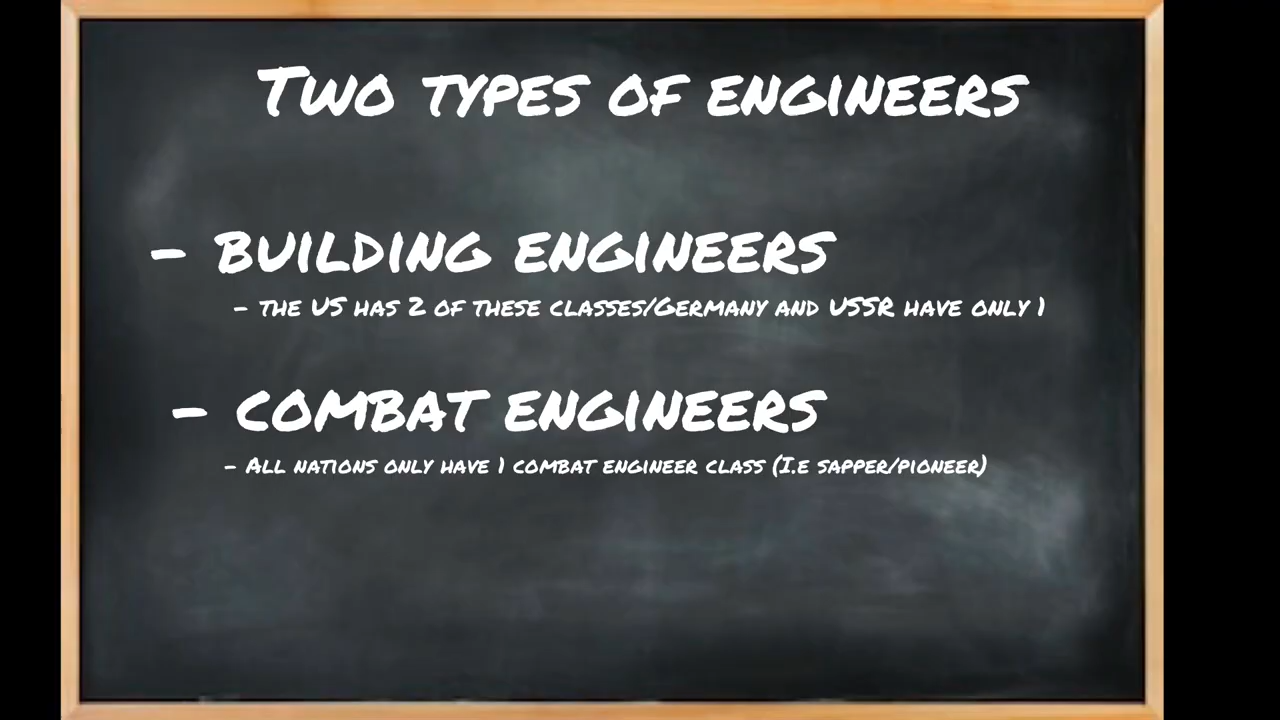 Two types of engineers
- building engineers
- the US has 2 of these classes/Germany and USSR have only 1
- combat engineers
- All nations only have 1 combat engineer class (I.e sapper/pioneer)